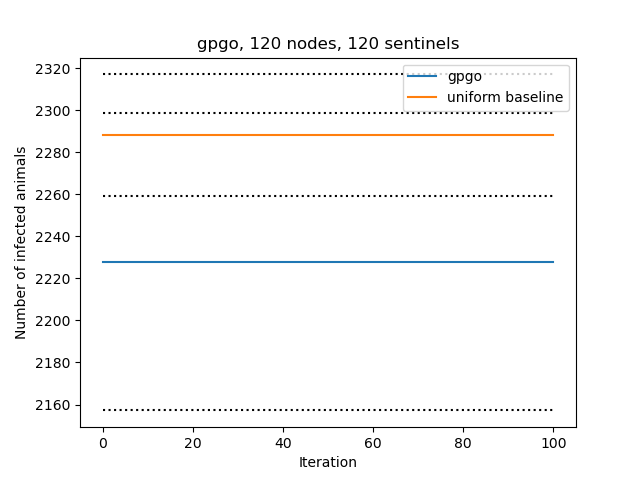 gpgo, 120 nodes, 120 sentinels
gpgo
uniform baseline
Number of infected animals
2320
2300
2280
2260
2240
2220
2200
2180
2160
0 20 40 60 80 100
Iteration